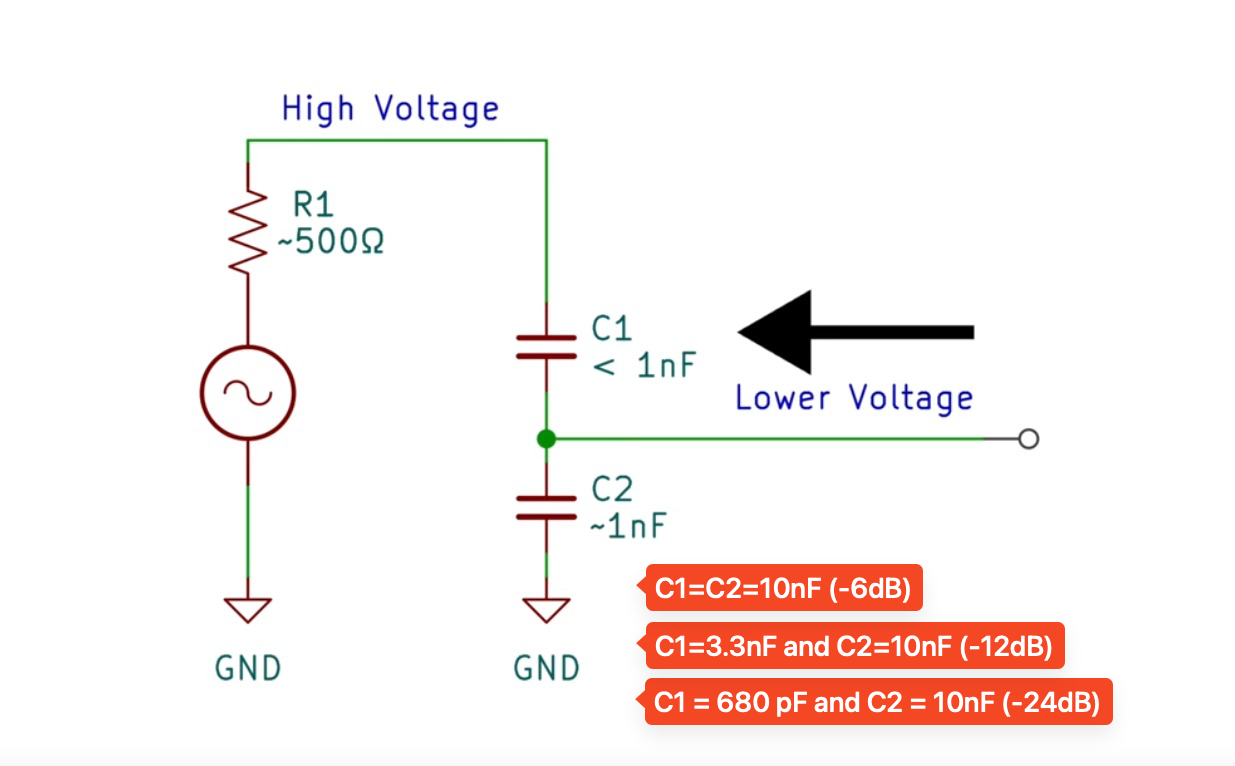 High Voltage
R1
~500Ω
C1
< 1nF
Lower Voltage
C2
~1nF
C1=C2=10nF (-6dB)
C1=3.3nF and C2=10nF (-12dB)
C1 = 680 pF and C2 = 10nF (-24dB)
GND
GND